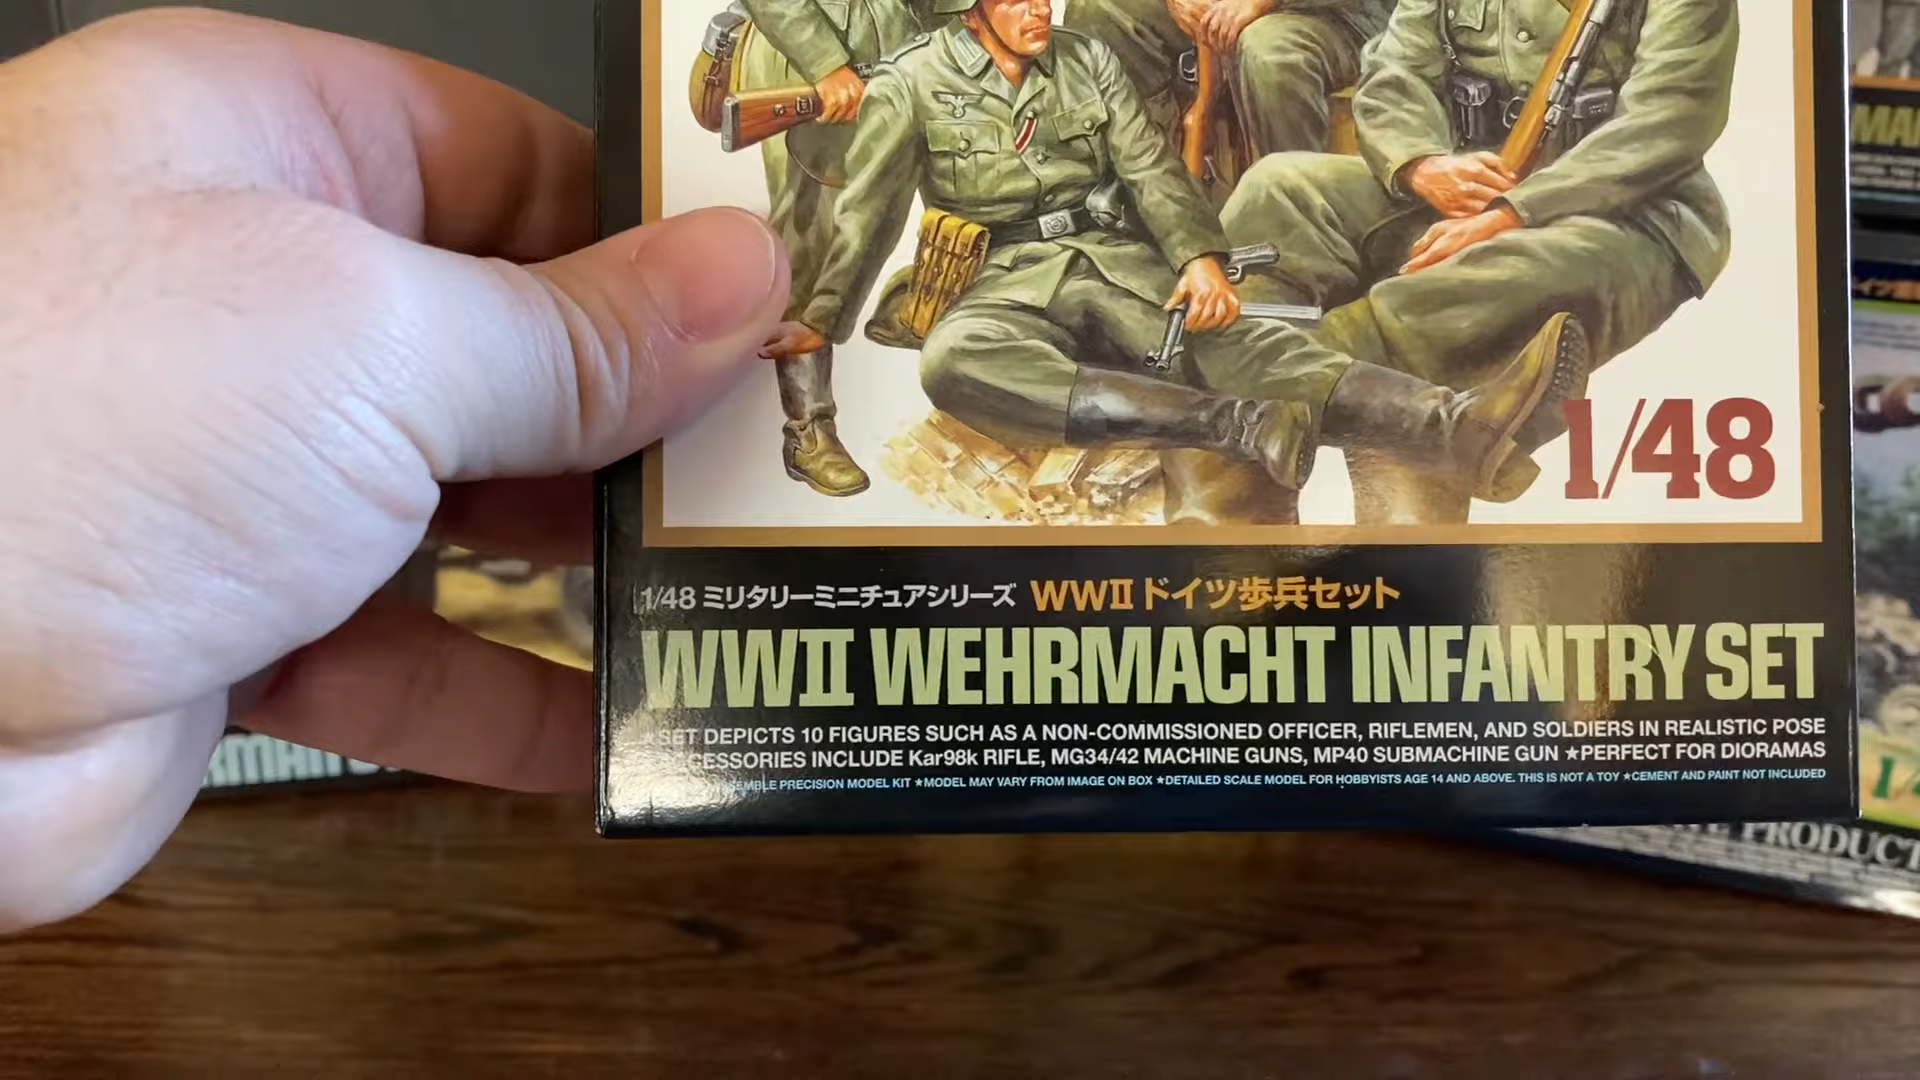 1/48
1/48 ミリタリーミニチュアシリーズ WWII ドイツ歩兵セット
WWII WEHRMACHT INFANTRY SET
★SET DEPICTS 10 FIGURES SUCH AS A NON-COMMISSIONED OFFICER, RIFLEMEN, AND SOLDIERS IN REALISTIC POSE
INCLUDE Kar98k RIFLE, MG34/42 MACHINE GUNS, MP40 SUBMACHINE GUN ★PERFECT FOR DIORAMAS
PRECISION MODEL KIT ★MODEL MAY VARY FROM IMAGE ON BOX ★DETAILED SCALE MODEL FOR HOBBYISTS AGE 14 AND ABOVE. THIS IS NOT A TOY ★CEMENT AND PAINT NOT INCLUDED